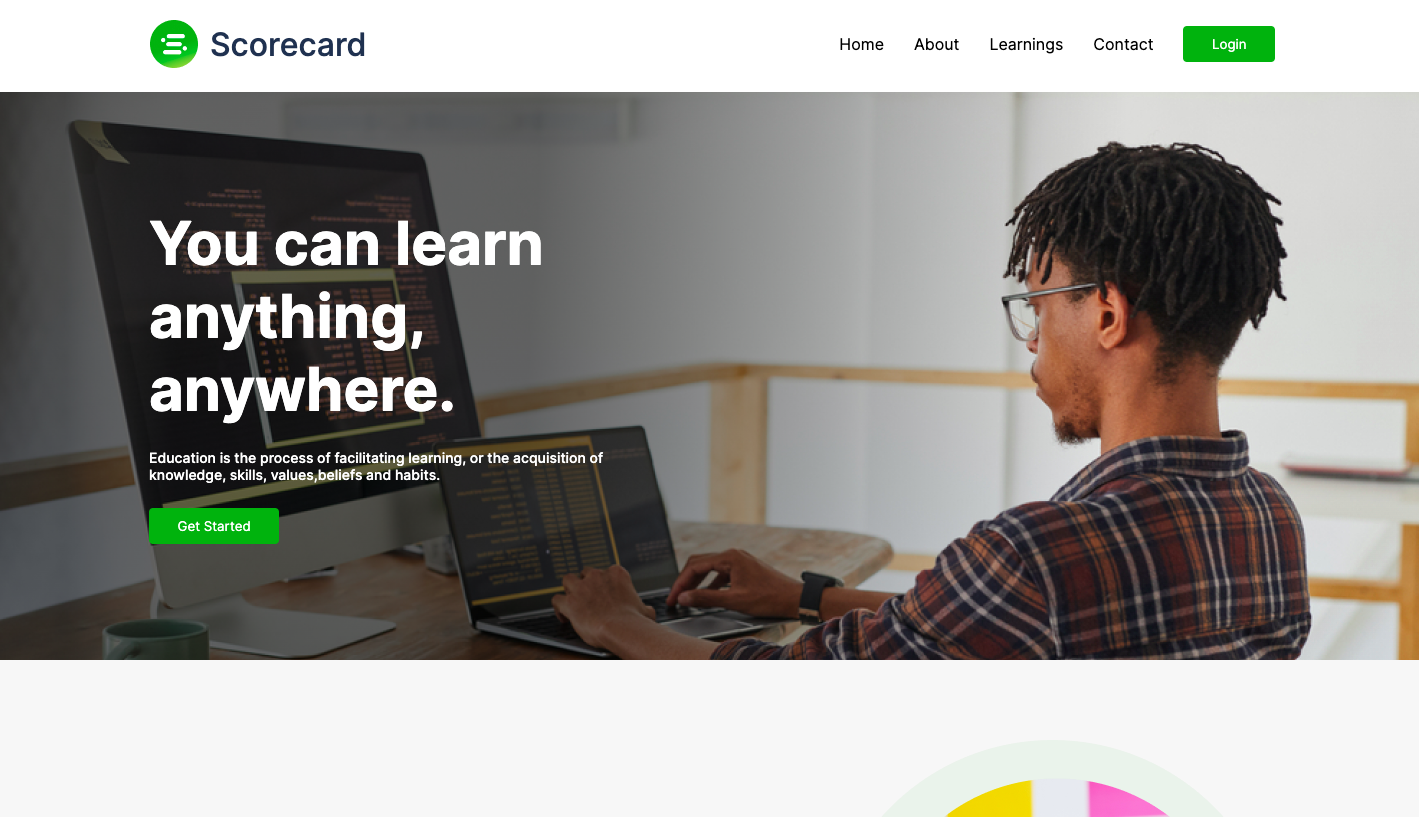 Scorecard
Home About Learnings Contact Login
You can learn
anything,
anywhere.
Education is the process of facilitating learning, or the acquisition of
knowledge, skills, values,beliefs and habits.
Get Started